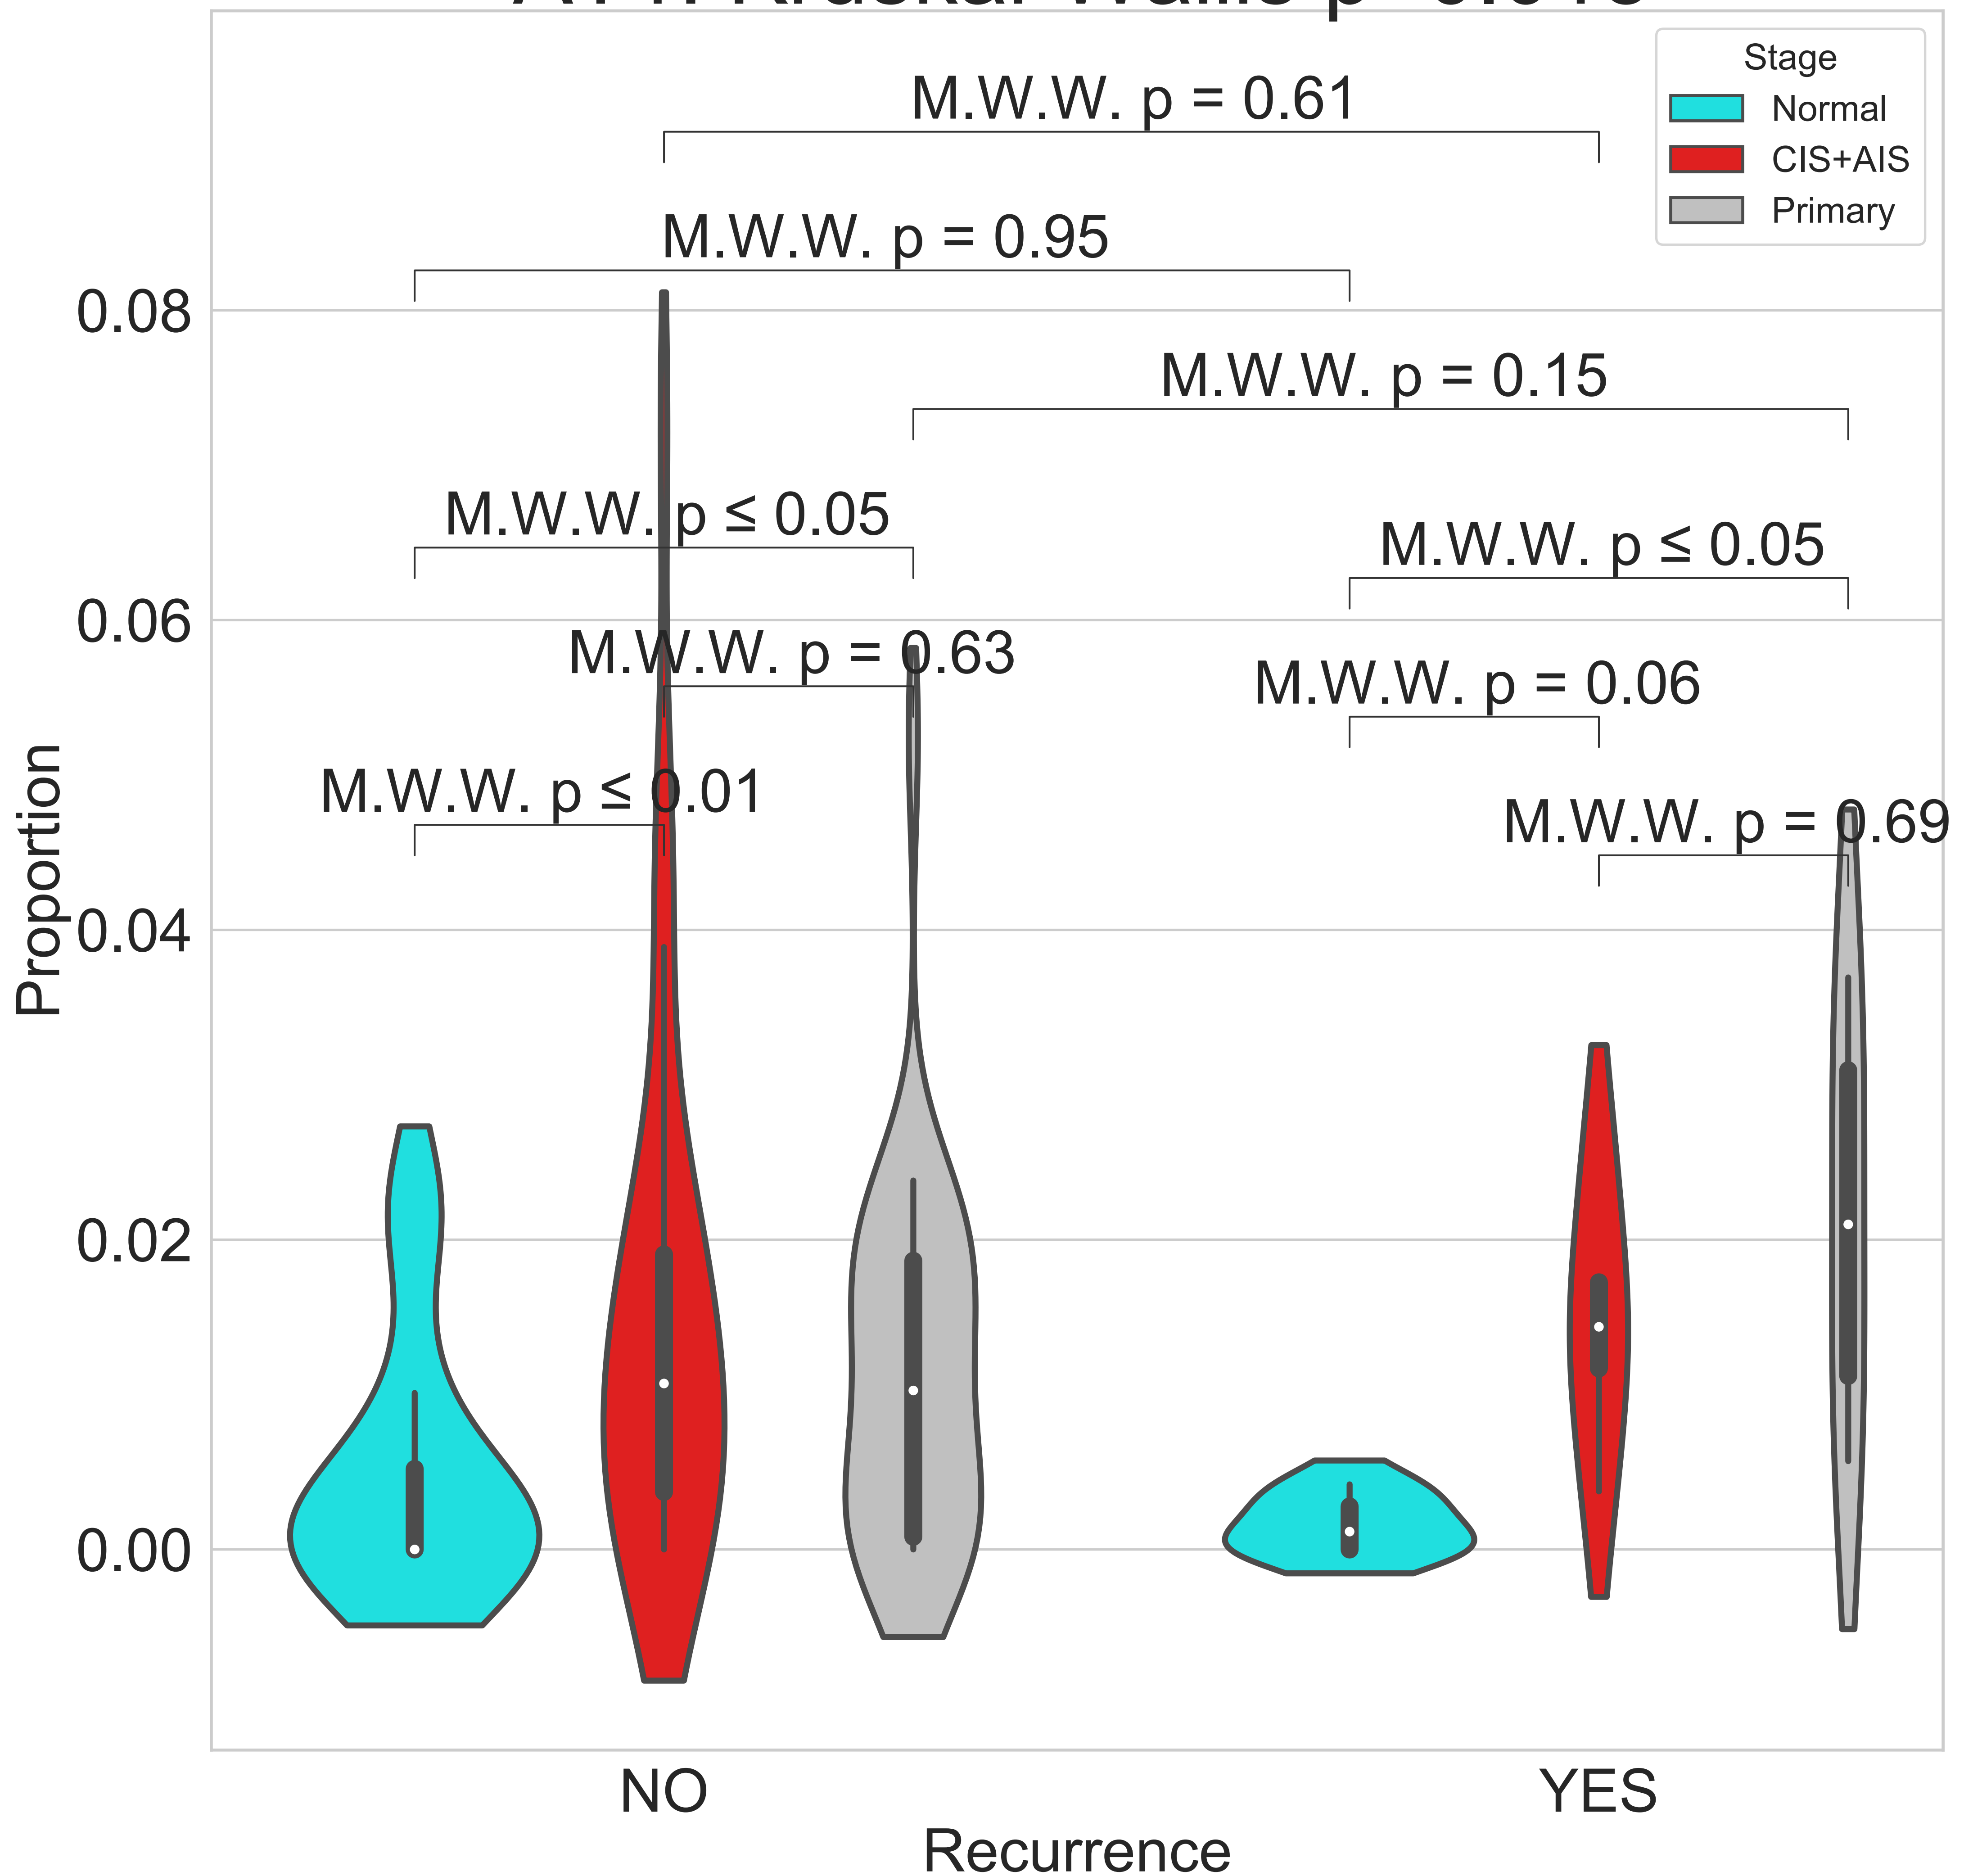 Stage
Normal
CIS+AIS
Primary
M.W.W. p = 0.61
M.W.W. p = 0.95
M.W.W. p = 0.15
M.W.W. p ≤ 0.05
M.W.W. p ≤ 0.05
M.W.W. p = 0.63
M.W.W. p = 0.06
M.W.W. p ≤ 0.01
M.W.W. p = 0.69
Proportion
0.08
0.06
0.04
0.02
0.00
NO
YES
Recurrence